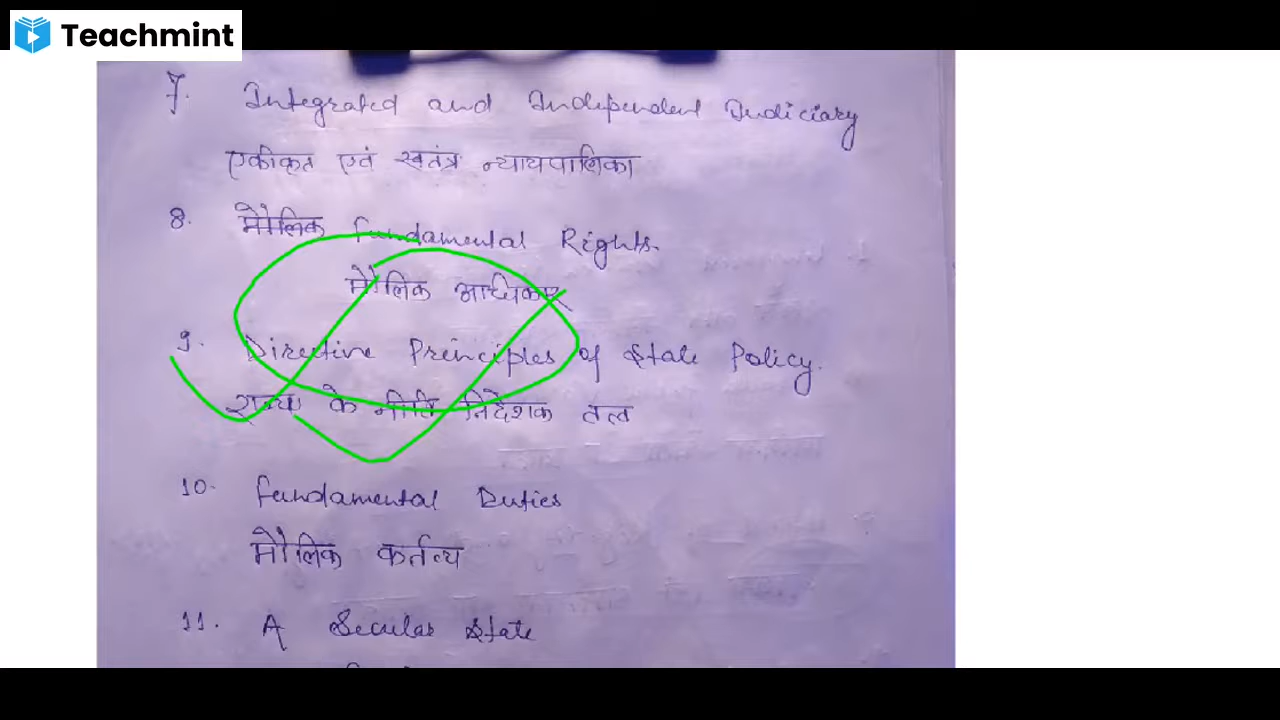 Teachmint
7. Integrated and Independent Judiciary
एकीकृत एवं स्वतंत्र न्यायपालिका
8. मौलिक Fundamental Rights.
मौलिक अधिकार
9. Directive Principles of State Policy.
राज्य के नीति निदेशक तत्व
10. Fundamental Duties
मौलिक कर्तव्य
11. A Secular State